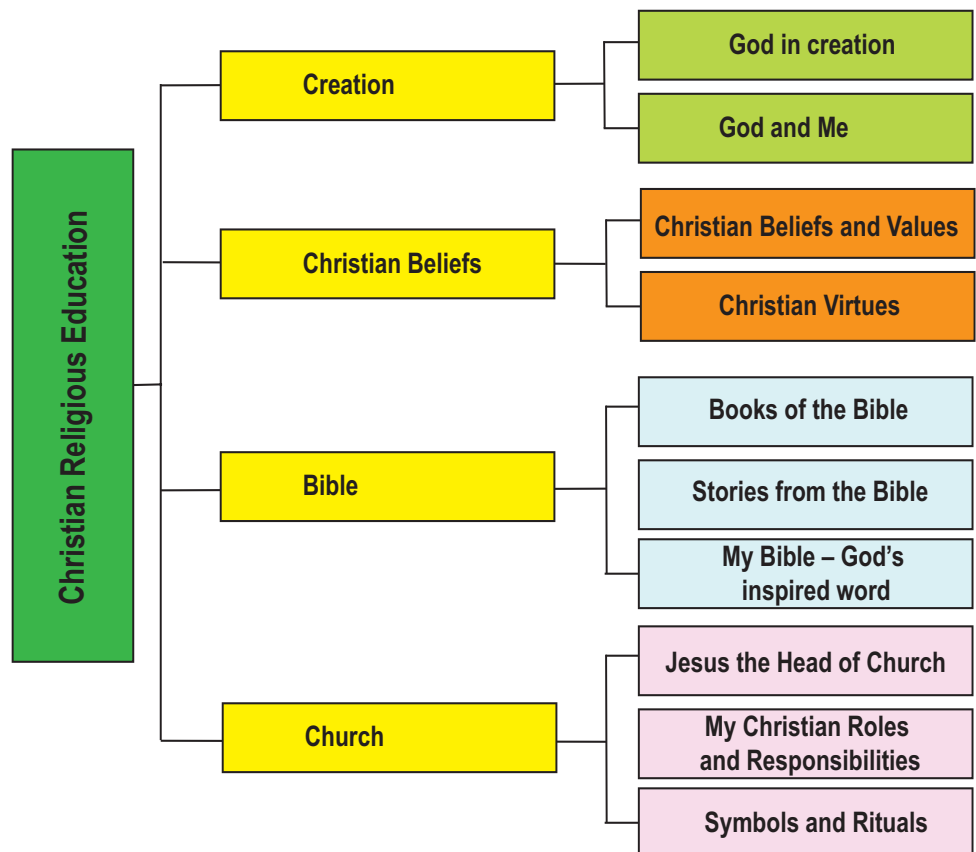 Christian Religious Education
Creation
God in creation
God and Me
Christian Beliefs
Christian Beliefs and Values
Christian Virtues
Bible
Books of the Bible
Stories from the Bible
My Bible – God’s
inspired word
Church
Jesus the Head of Church
My Christian Roles
and Responsibilities
Symbols and Rituals